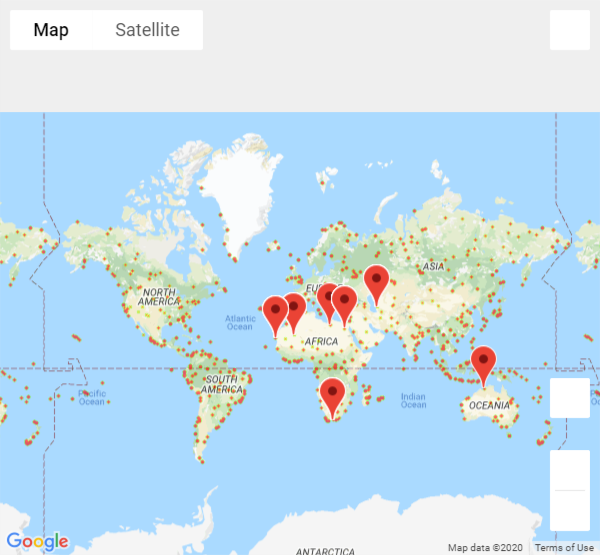 Map Satellite
ASIA
NORTH
AMERICA
Atlantic
Ocean
AFRICA
SOUTH
AMERICA
Pacific
Ocean
Indian
Ocean
OCEANIA
ANTARCTICA
Google
Map data ©2020 Terms of Use